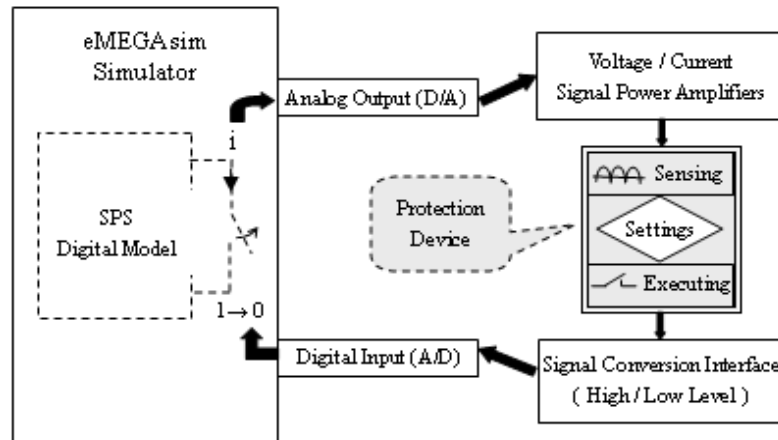 eMEGAsim
Simulator
i
SPS
Digital Model
1→0
Analog Output (D/A)
Voltage / Current
Signal Power Amplifiers
Sensing
Settings
Executing
Protection
Device
Signal Conversion Interface
( High / Low Level )
Digital Input (A/D)